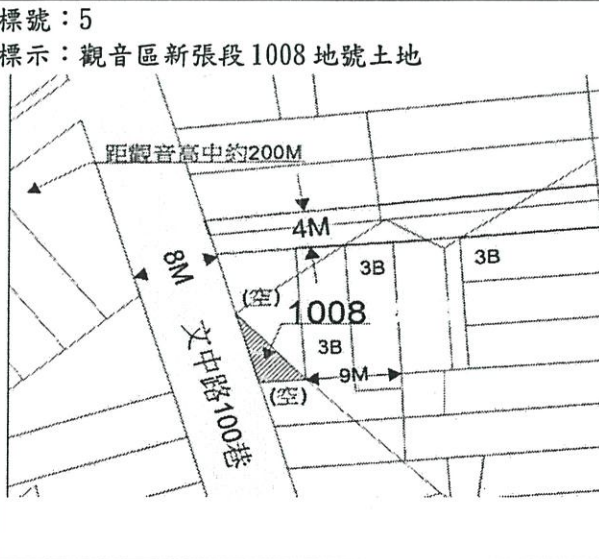 標號：5
標示：觀音區新張段1008地號土地
距觀音高中約200M
4M
8M
3B
3B
(空)
1008
3B
9M
(空)
文中路100巷